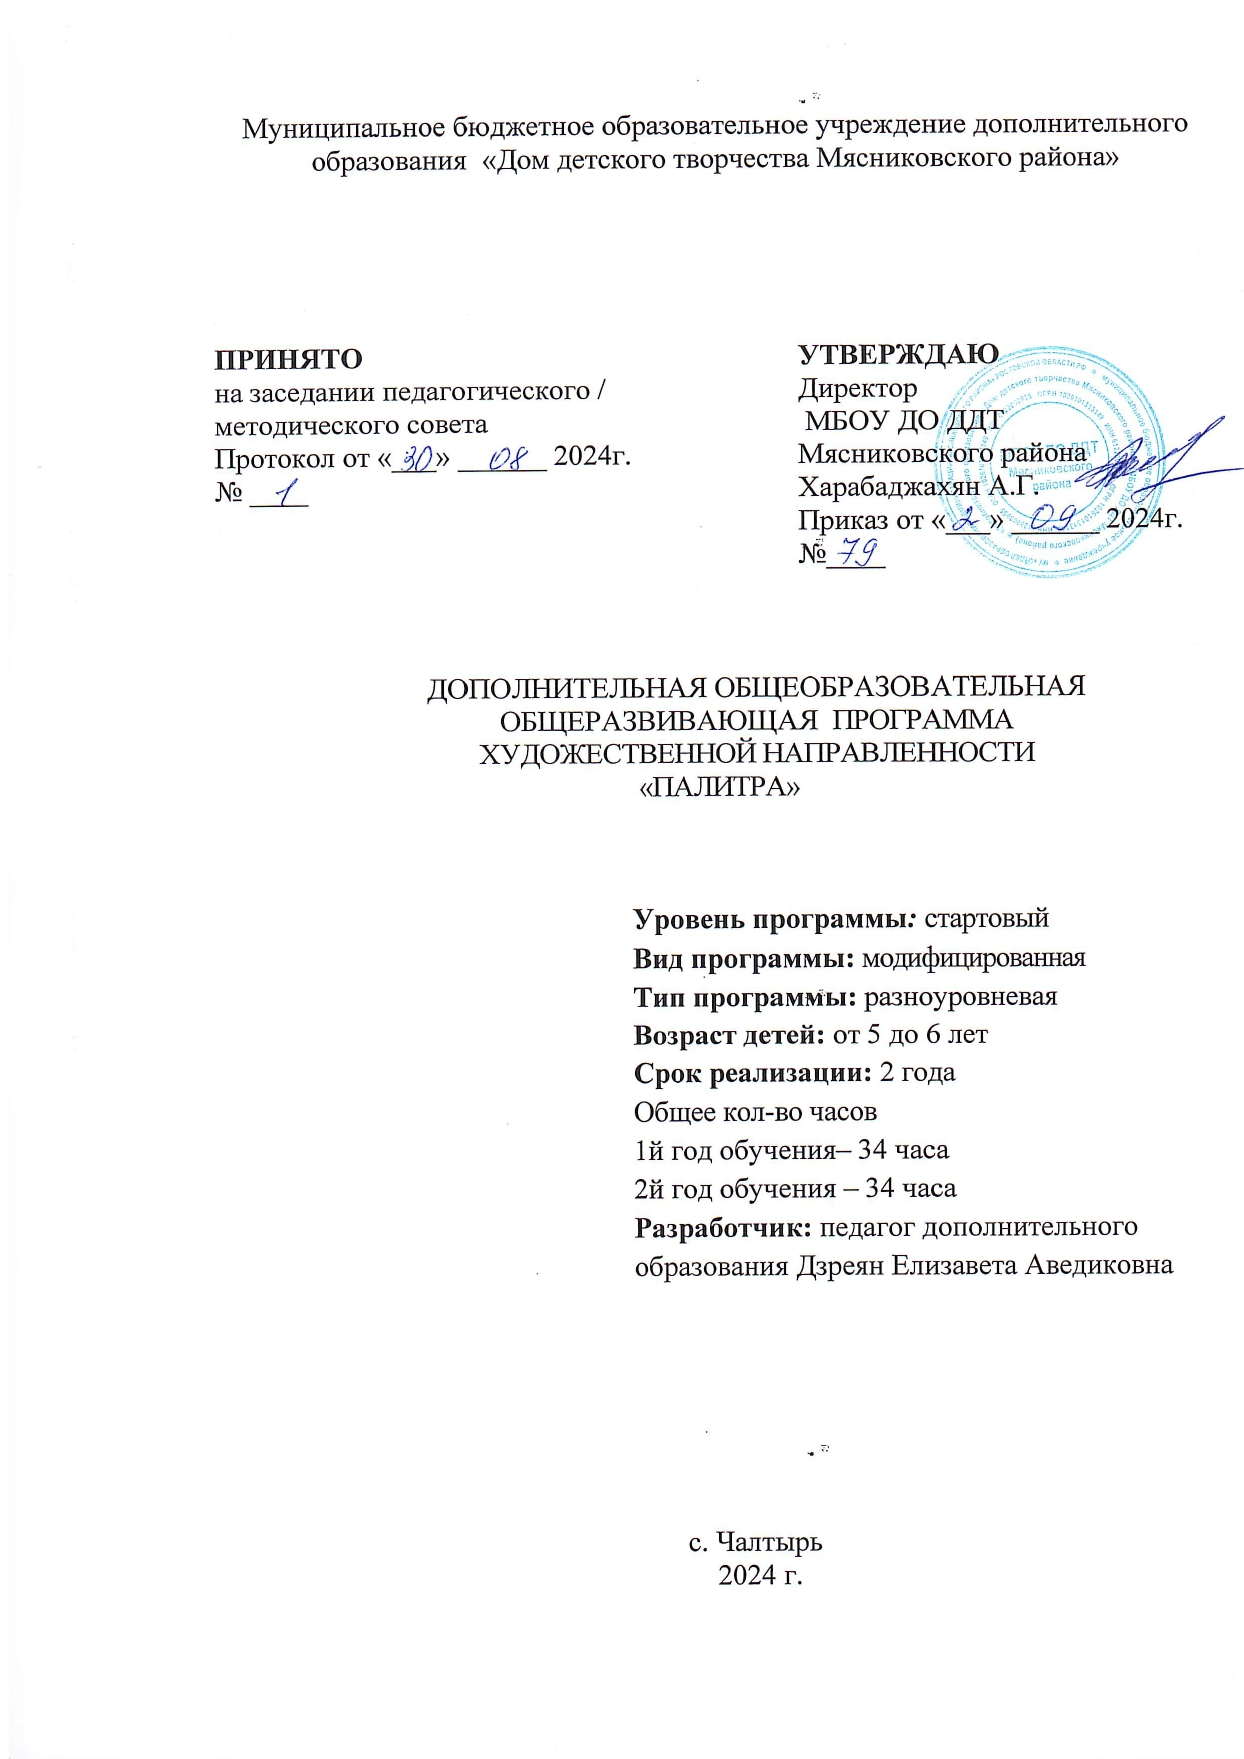 Муниципальное бюджетное образовательное учреждение дополнительного
образования «Дом детского творчества Мясниковского района»
ПРИНЯТО
на заседании педагогического /
методического совета
Протокол от «30» 08 2024г.
№ 1
УТВЕРЖДАЮ
Директор
МБОУ ДО ДДТ
Мясниковского района
Харабаджахян А.Г.
Приказ от «2» 09 2024г.
№ 79
Мясниковского
района
ДОПОЛНИТЕЛЬНАЯ ОБЩЕОБРАЗОВАТЕЛЬНАЯ
ОБЩЕРАЗВИВАЮЩАЯ ПРОГРАММА
ХУДОЖЕСТВЕННОЙ НАПРАВЛЕННОСТИ
«ПАЛИТРА»
Уровень программы: стартовый
Вид программы: модифицированная
Тип программы: разноуровневая
Возраст детей: от 5 до 6 лет
Срок реализации: 2 года
Общее кол-во часов
1й год обучения– 34 часа
2й год обучения – 34 часа
Разработчик: педагог дополнительного
образования Дзреян Елизавета Аведиковна
с. Чалтырь
2024 г.